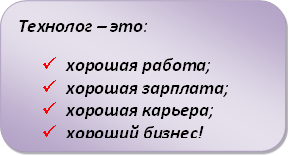 Технолог – это:
хорошая работа;
хорошая зарплата;
хорошая карьера;
хороший бизнес!